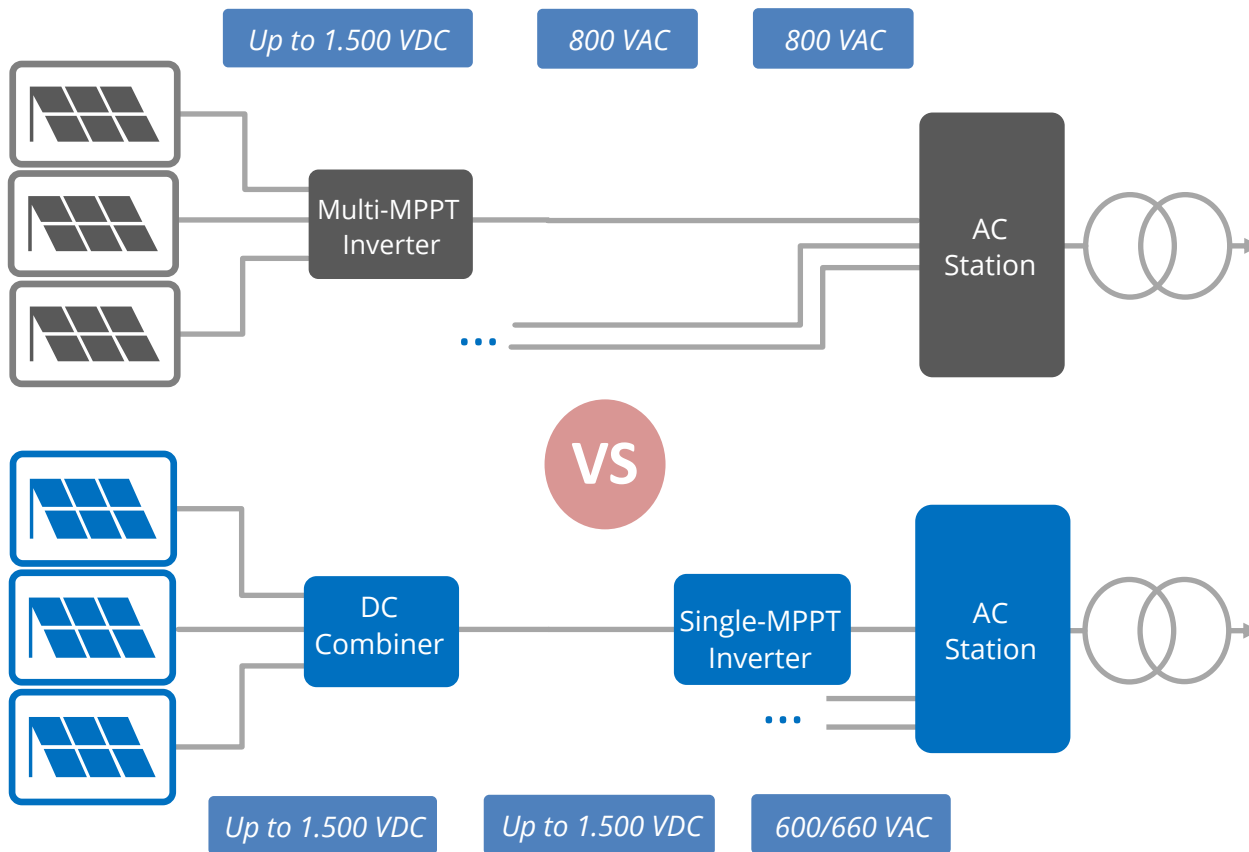 Up to 1.500 VDC
800 VAC
800 VAC
Multi-MPPT
Inverter
AC
Station
...
VS
DC
Combiner
Single-MPPT
Inverter
AC
Station
...
Up to 1.500 VDC
Up to 1.500 VDC
600/660 VAC